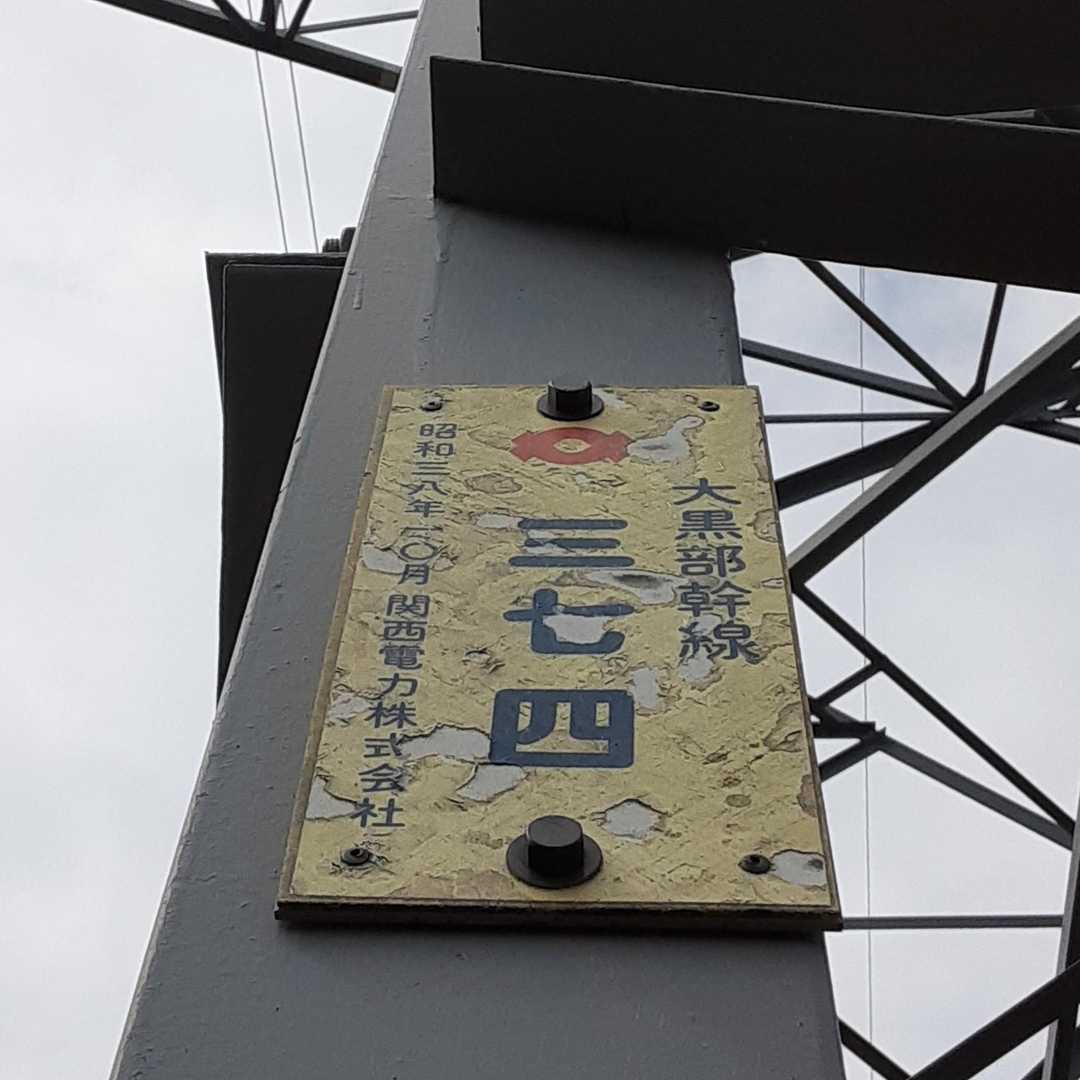 大黒部幹線
三七四
昭和三八年一〇月 関西電力株式会社